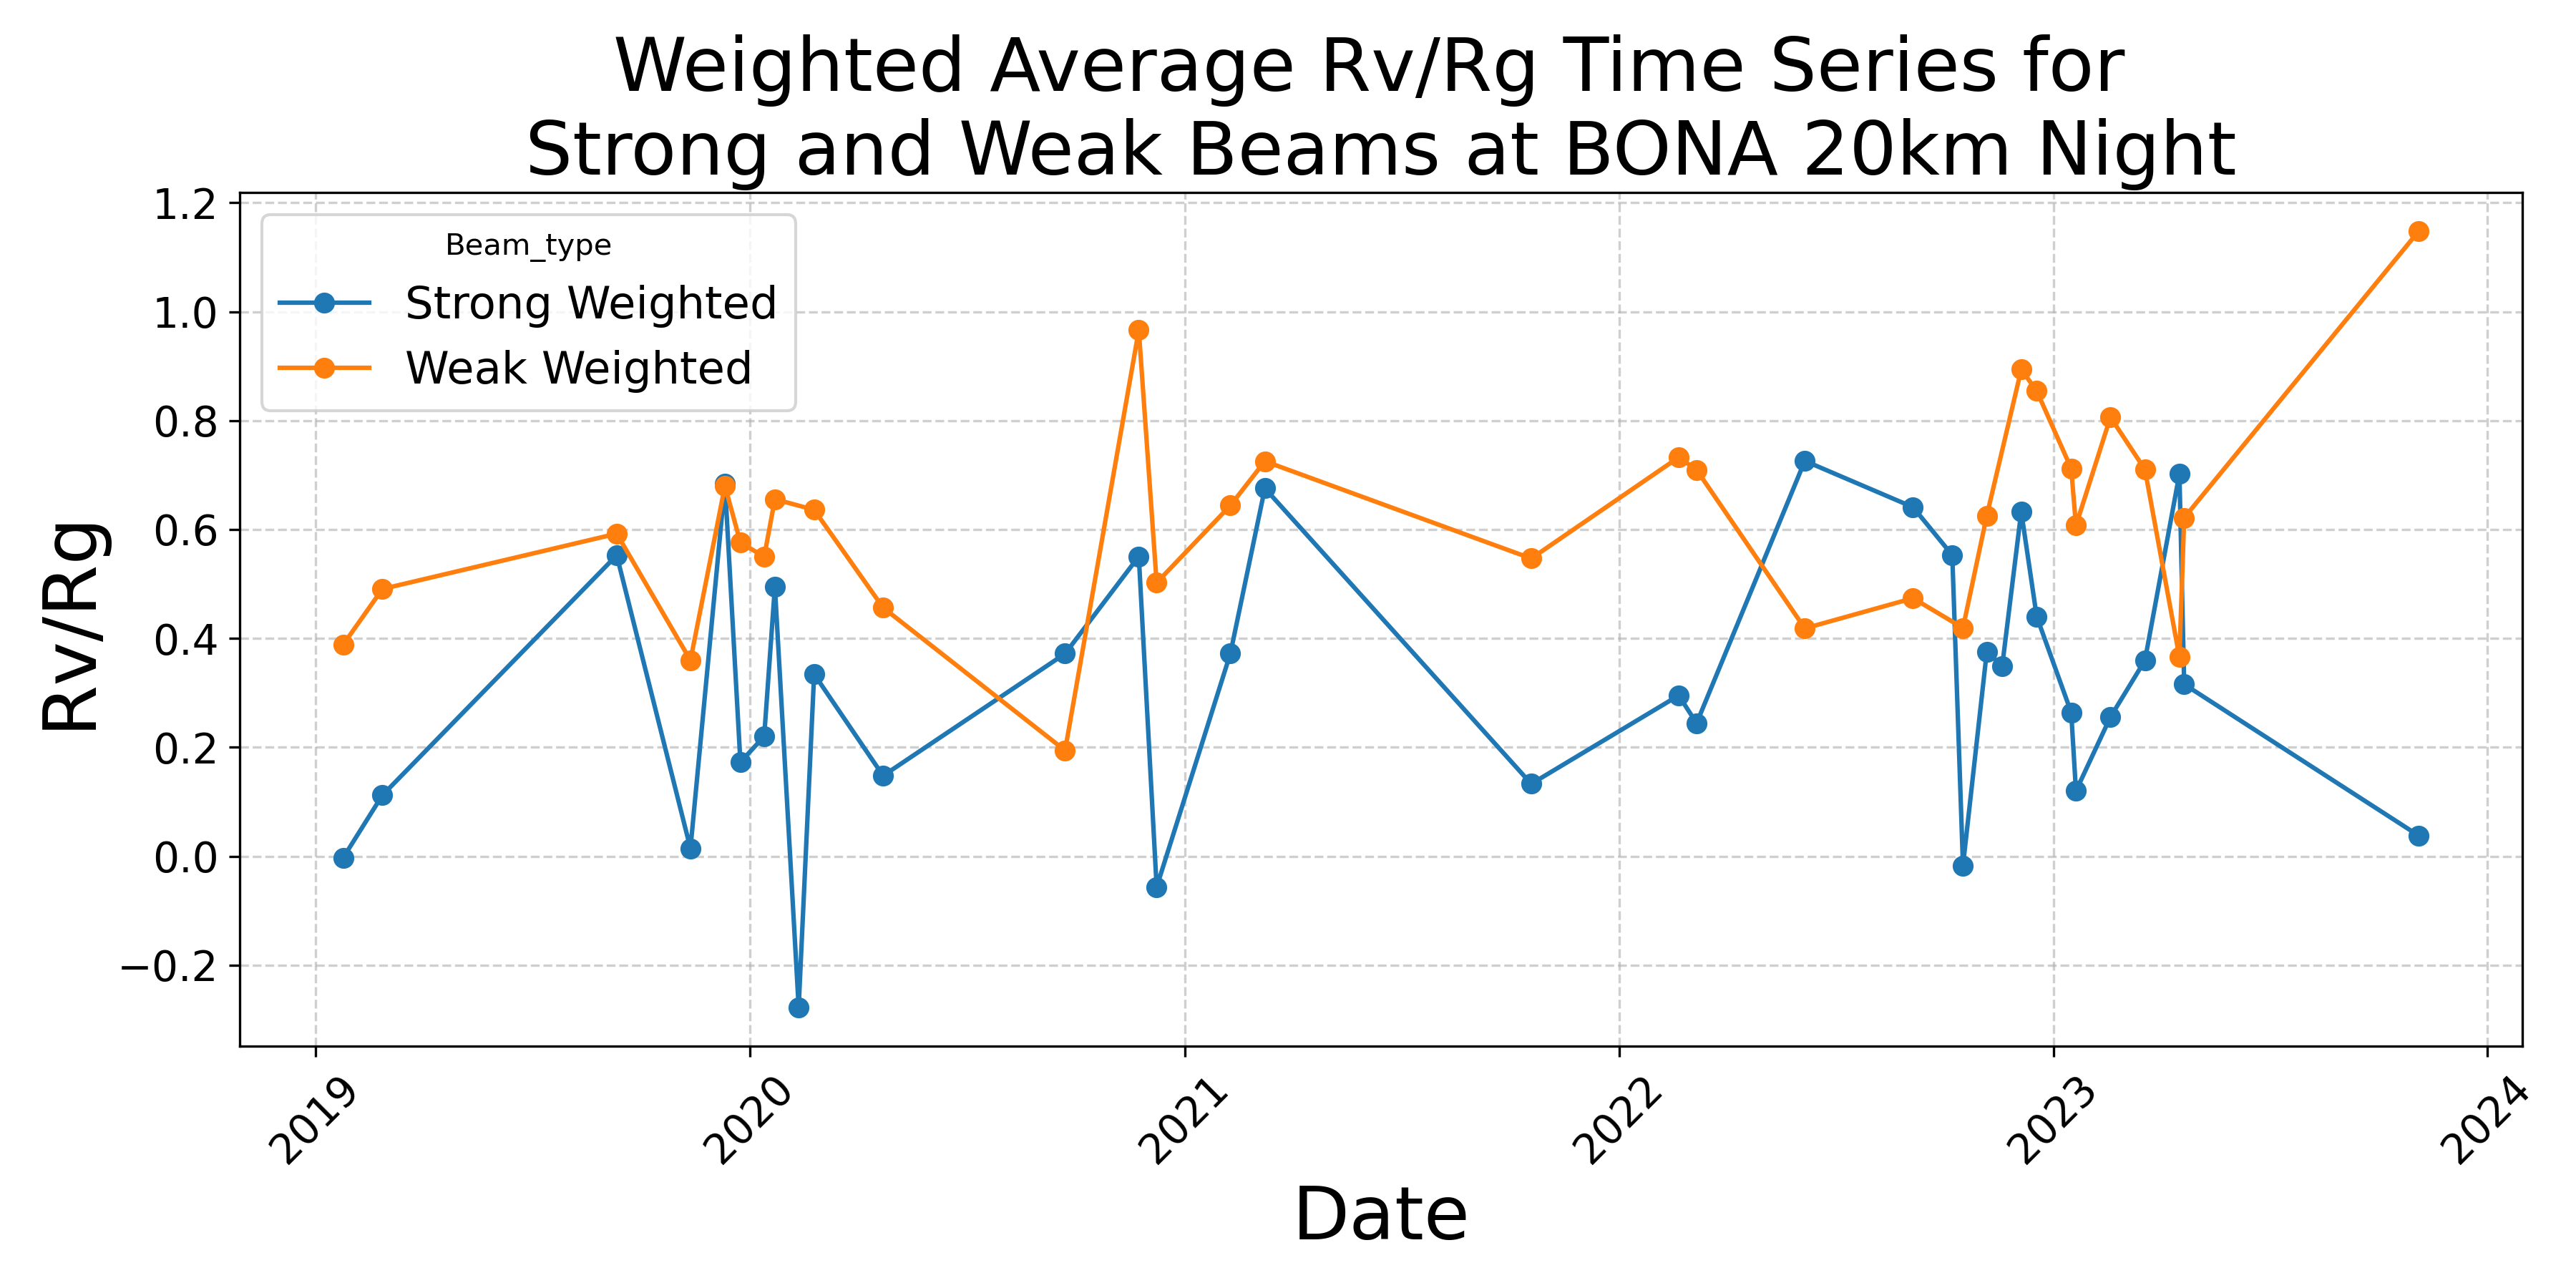 Weighted Average Rv/Rg Time Series for
Strong and Weak Beams at BONA 20km Night
1.2
1.0
0.8
0.6
0.4
0.2
0.0
−0.2
Rv/Rg
Beam_type
Strong Weighted
Weak Weighted
2019
2020
2021
2022
2023
2024
Date